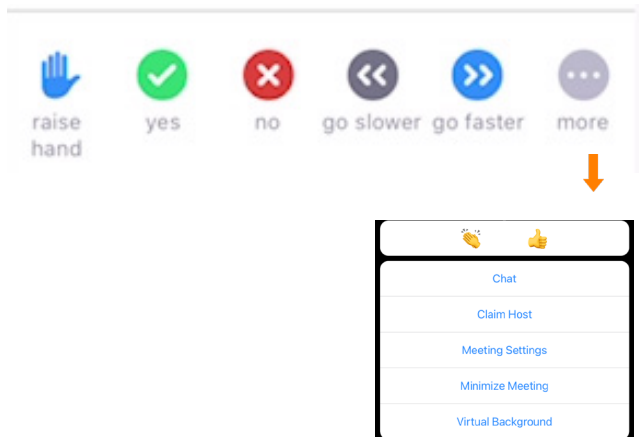 raise hand
yes
no
go slower
go faster
more
Chat
Claim Host
Meeting Settings
Minimize Meeting
Virtual Background